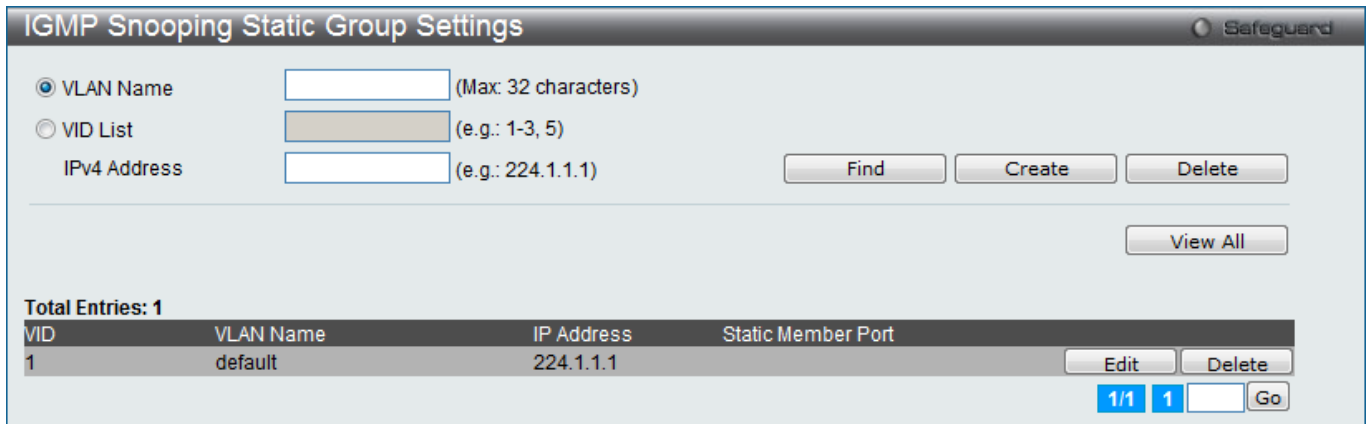 IGMP Snooping Static Group Settings Safeguard
VLAN Name (Max: 32 characters)
VID List (e.g.: 1-3, 5)
IPv4 Address (e.g.: 224.1.1.1) Find Create Delete
View All
Total Entries: 1
VID VLAN Name IP Address Static Member Port
1 default 224.1.1.1 Edit Delete
1/1 1 Go